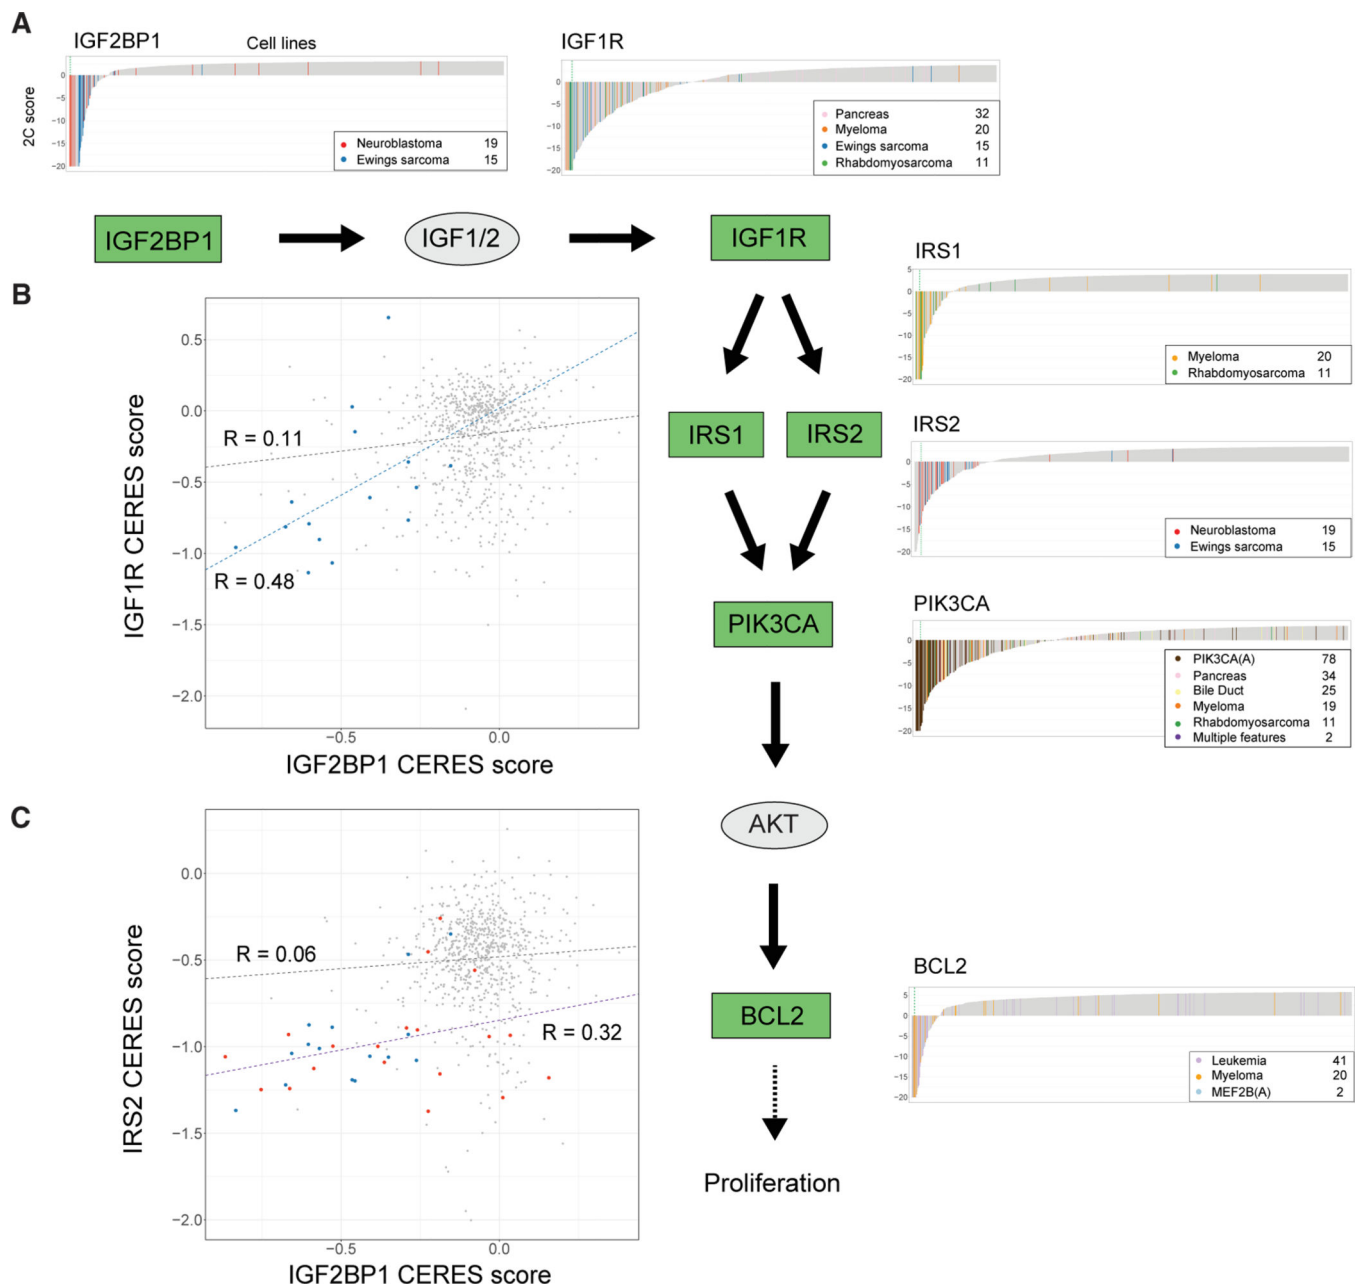 A
IGF2BP1
Cell lines
2C score
0
−5
−10
−15
−20
Neuroblastoma 19
Ewings sarcoma 15
IGF1R
0
−5
−10
−15
−20
Pancreas 32
Myeloma 20
Ewings sarcoma 15
Rhabdomyosarcoma 11
IGF2BP1
IGF1/2
IGF1R
IRS1
5
0
−5
−10
−15
−20
Myeloma 20
Rhabdomyosarcoma 11
B
IGF1R CERES score
0.5
0.0
−0.5
−1.0
−1.5
−2.0
R = 0.11
R = 0.48
−0.5
0.0
IGF2BP1 CERES score
IRS1
IRS2
IRS2
0
−5
−10
−15
−20
Neuroblastoma 19
Ewings sarcoma 15
PIK3CA
PIK3CA
0
−5
−10
−15
−20
PIK3CA(A) 78
Pancreas 34
Bile Duct 25
Myeloma 19
Rhabdomyosarcoma 11
Multiple features 2
C
IRS2 CERES score
0.0
−0.5
−1.0
−1.5
−2.0
R = 0.06
R = 0.32
−0.5
0.0
IGF2BP1 CERES score
AKT
BCL2
BCL2
5
0
−5
−10
−15
−20
Leukemia 41
Myeloma 20
MEF2B(A) 2
Proliferation